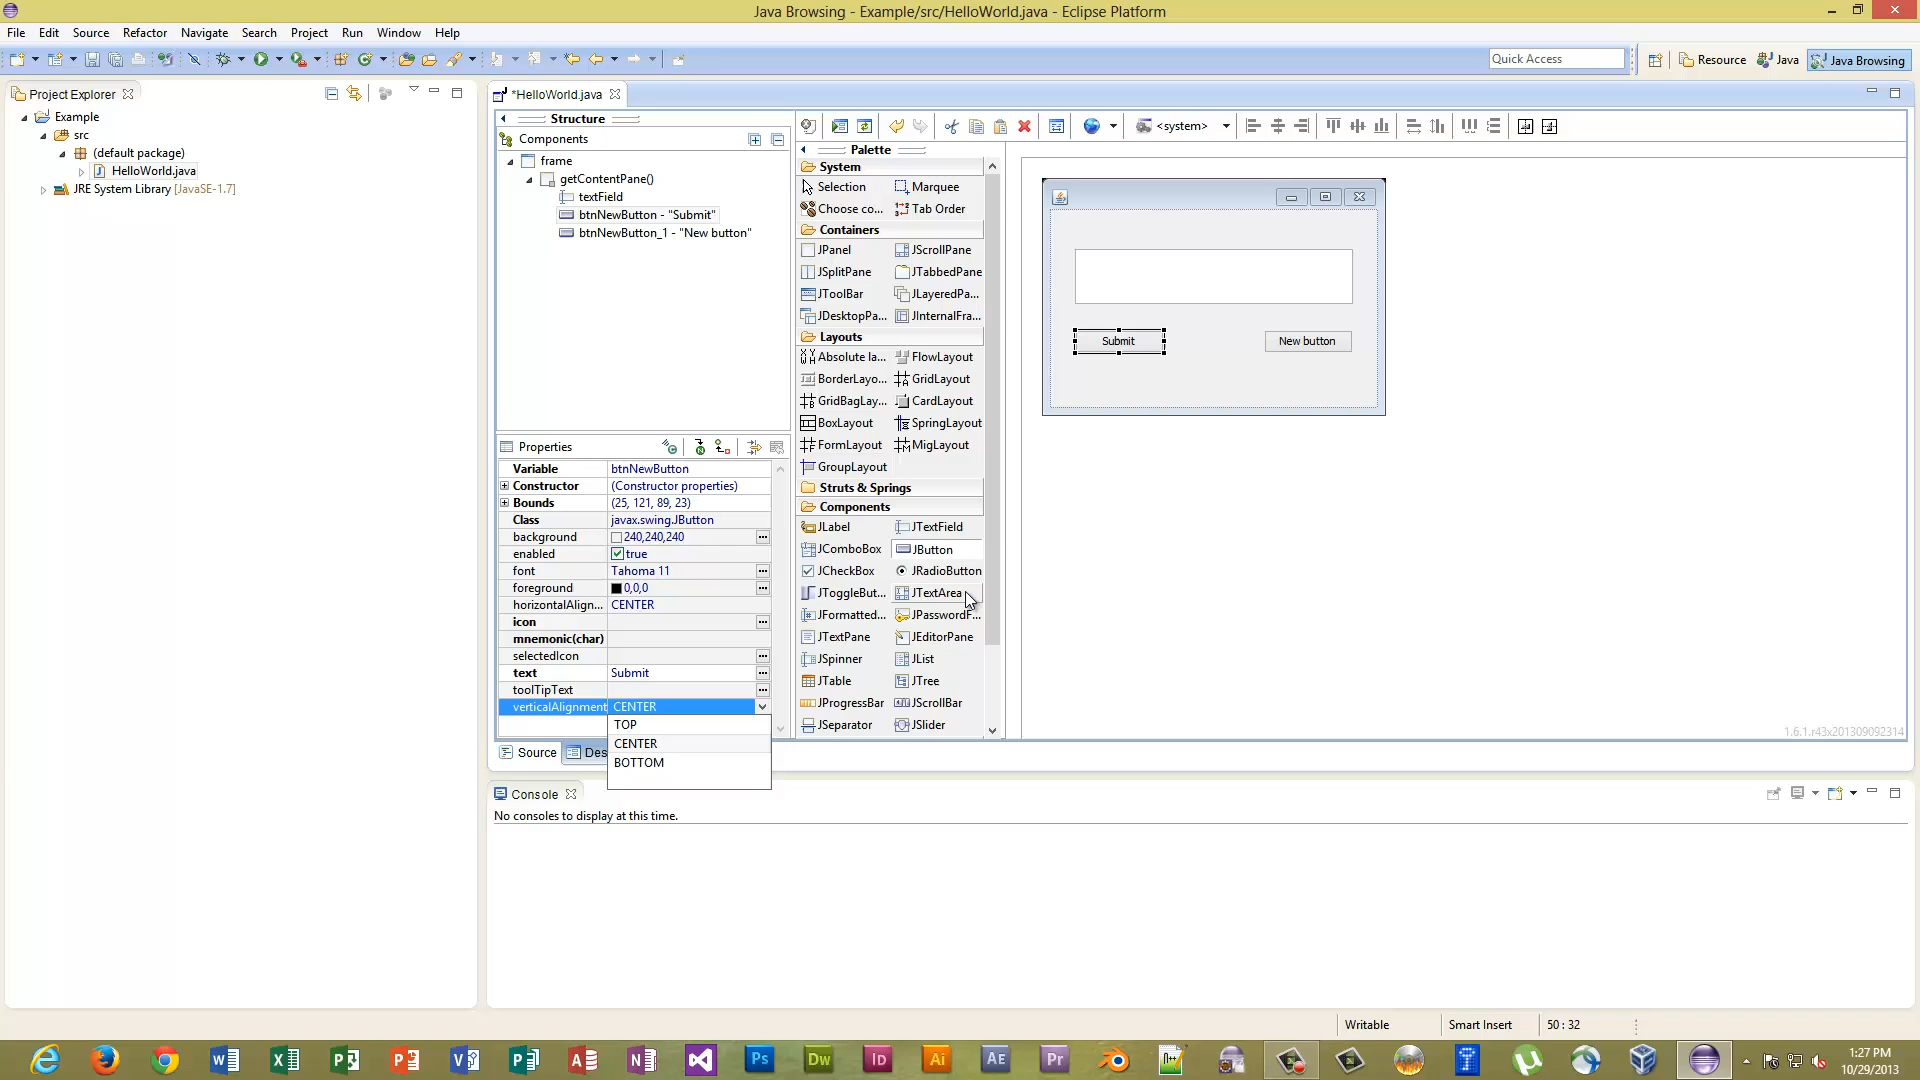 Java Browsing - Example/src/HelloWorld.java - Eclipse Platform
File Edit Source Refactor Navigate Search Project Run Window Help
Quick Access
Resource
Java
Java Browsing
Project Explorer
Example
src
(default package)
HelloWorld.java
JRE System Library [JavaSE-1.7]
*HelloWorld.java
Structure
Components
frame
getContentPane()
textField
btnNewButton - "Submit"
btnNewButton_1 - "New button"
Properties
Variable btnNewButton
Constructor (Constructor properties)
Bounds (25, 121, 89, 23)
Class javax.swing.JButton
background 240,240,240
enabled true
font Tahoma 11
foreground 0,0,0
horizontalAlign... CENTER
icon
mnemonic(char)
selectedIcon
text Submit
toolTipText
verticalAlignment CENTER
TOP
CENTER
BOTTOM
Source Des
<system>
Palette
System
Selection Marquee
Choose co... Tab Order
Containers
JPanel JScrollPane
JSplitPane JTabbedPane
JToolBar JLayeredPa...
JDesktopPa... JInternalFra...
Layouts
Absolute la... FlowLayout
BorderLayo... GridLayout
GridBagLay... CardLayout
BoxLayout SpringLayout
FormLayout MigLayout
GroupLayout
Struts & Springs
Components
JLabel JTextField
JComboBox JButton
JCheckBox JRadioButton
JToggleBut... JTextArea
JFormatted... JPasswordF...
JTextPane JEditorPane
JSpinner JList
JTable JTree
JProgressBar JScrollBar
JSeparator JSlider
Submit
New button
1.6.1.r43x201309092314
Console
No consoles to display at this time.
Writable Smart Insert 50 : 32
Ps Dw Id Ai AE Pr
1:27 PM
10/29/2013